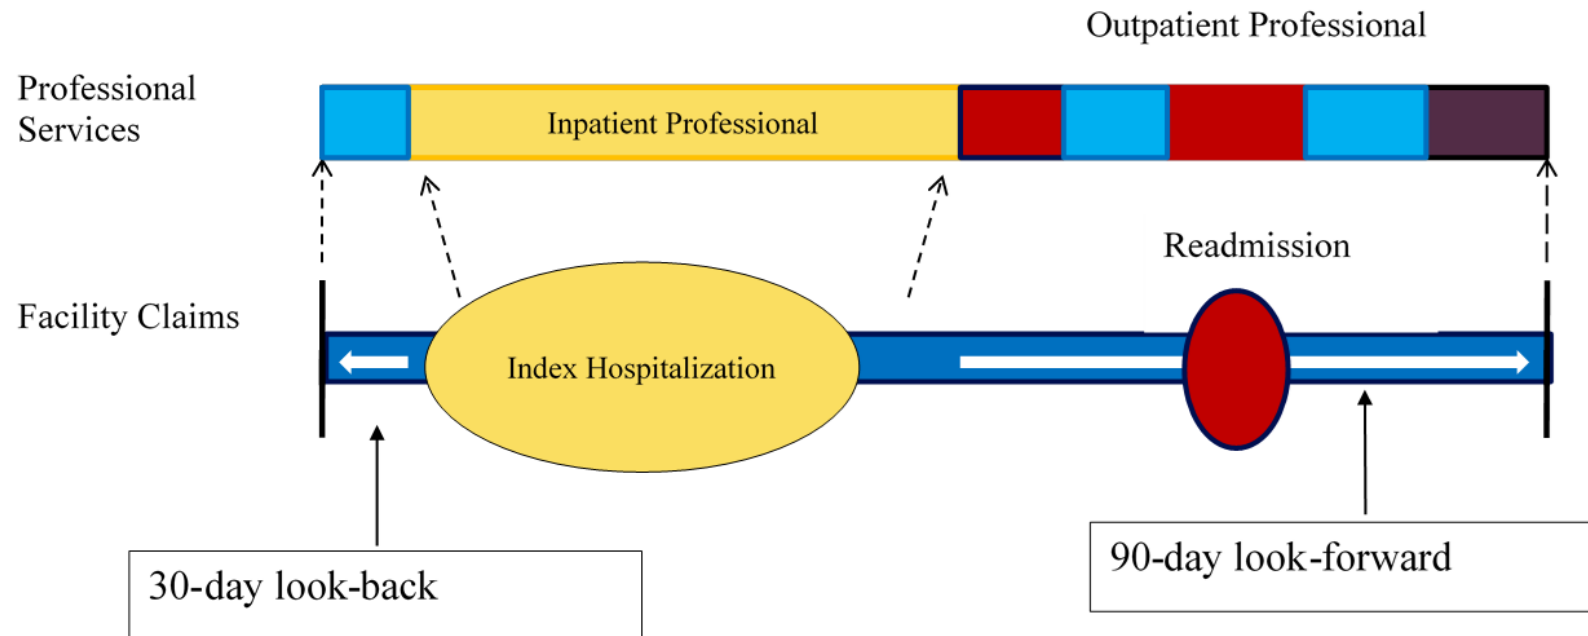 Outpatient Professional
Professional
Services
Inpatient Professional
Readmission
Facility Claims
Index Hospitalization
90-day look-forward
30-day look-back